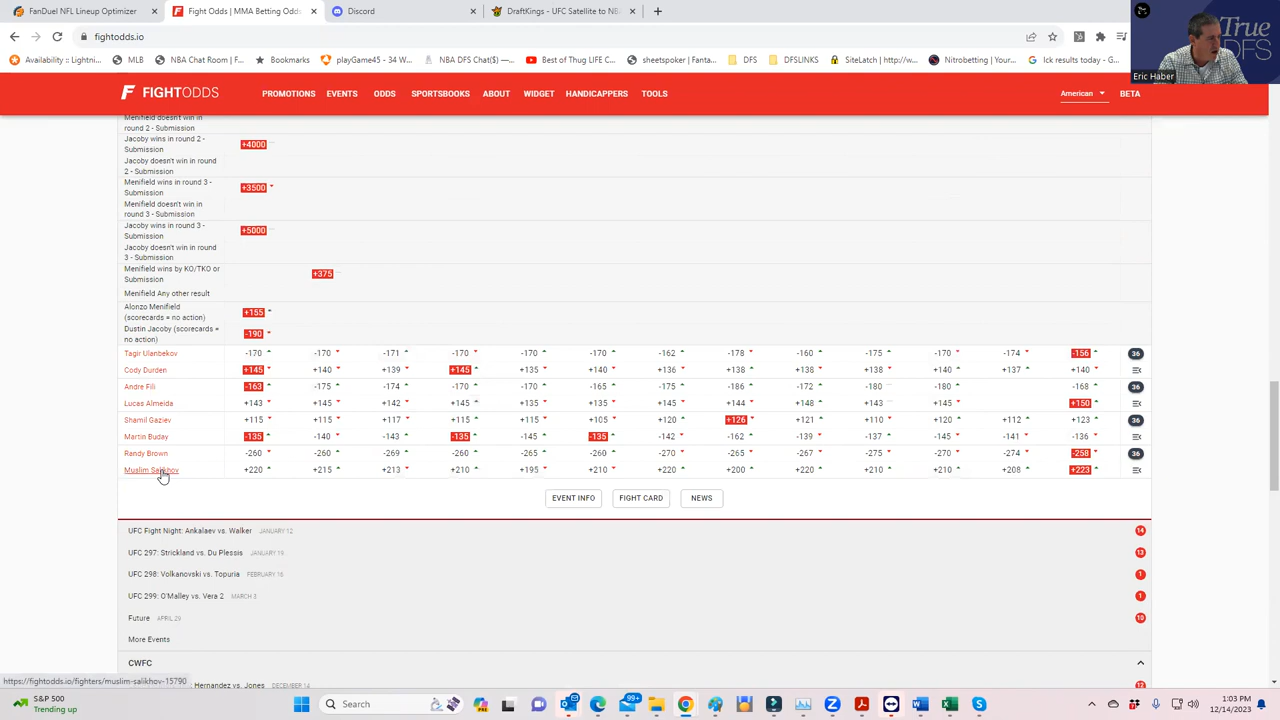 FanDuel NFL Lineup Optimizer
Fight Odds | MMA Betting Odds
Discord
DraftKings - UFC Satellite to NB
fightodds.io
Availability :: Lightni...
MLB
NBA Chat Room | F...
Bookmarks
playGame45 - 34 W...
NBA DFS Chat($) —...
Best of Thug LIFE C...
sheetspoker | Fanta...
DFS
DFSLINKS
SiteLatch | http://w...
Nitrobetting | Your...
Ick results today - G...
True
DFS
Eric Haber
FIGHTODDS
PROMOTIONS
EVENTS
ODDS
SPORTSBOOKS
ABOUT
WIDGET
HANDICAPPERS
TOOLS
American
BETA
Menifield doesn't win in
round 2 - Submission
Jacoby wins in round 2 -
Submission
+4000
Jacoby doesn't win in round
2 - Submission
Menifield wins in round 3 -
Submission
+3500
Menifield doesn't win in
round 3 - Submission
Jacoby wins in round 3 -
Submission
+5000
Jacoby doesn't win in round
3 - Submission
Menifield wins by KO/TKO or
Submission
+375
Menifield Any other result
Alonzo Menifield
(scorecards = no action)
+155
Dustin Jacoby (scorecards =
no action)
-190
Tagir Ulanbekov -170 -170 -171 -170 -170 -170 -162 -178 -160 -175 -170 -174 -156 36
Cody Durden +145 +140 +139 +145 +135 +140 +136 +138 +138 +138 +140 +137 +140
Andre Fili -163 -175 -174 -170 -170 -165 -175 -186 -172 -180 -180 -168 36
Lucas Almeida +143 +145 +142 +145 +135 +135 +145 +144 +148 +143 +145 +150
Shamil Gaziev +115 +115 +117 +115 +115 +105 +120 +126 +121 +110 +120 +112 +123 36
Martin Buday -135 -140 -143 -135 -145 -135 -142 -162 -139 -137 -145 -141 -136
Randy Brown -260 -260 -269 -260 -260 -260 -270 -265 -267 -275 -270 -274 -258 36
Muslim Salikhov +220 +215 +213 +210 +195 +210 +220 +200 +220 +210 +210 +208 +223
EVENT INFO
FIGHT CARD
NEWS
UFC Fight Night: Ankalaev vs. Walker JANUARY 12 14
UFC 297: Strickland vs. Du Plessis JANUARY 19 13
UFC 298: Volkanovski vs. Topuria FEBRUARY 16 1
UFC 299: O'Malley vs. Vera 2 MARCH 3 1
Future APRIL 29 10
More Events
CWFC
Hernandez vs. Jones DECEMBER 14 12
https://fightodds.io/fighters/muslim-salikhov-15790
S&P 500
Trending up
Search
99+
1:03 PM
12/14/2023